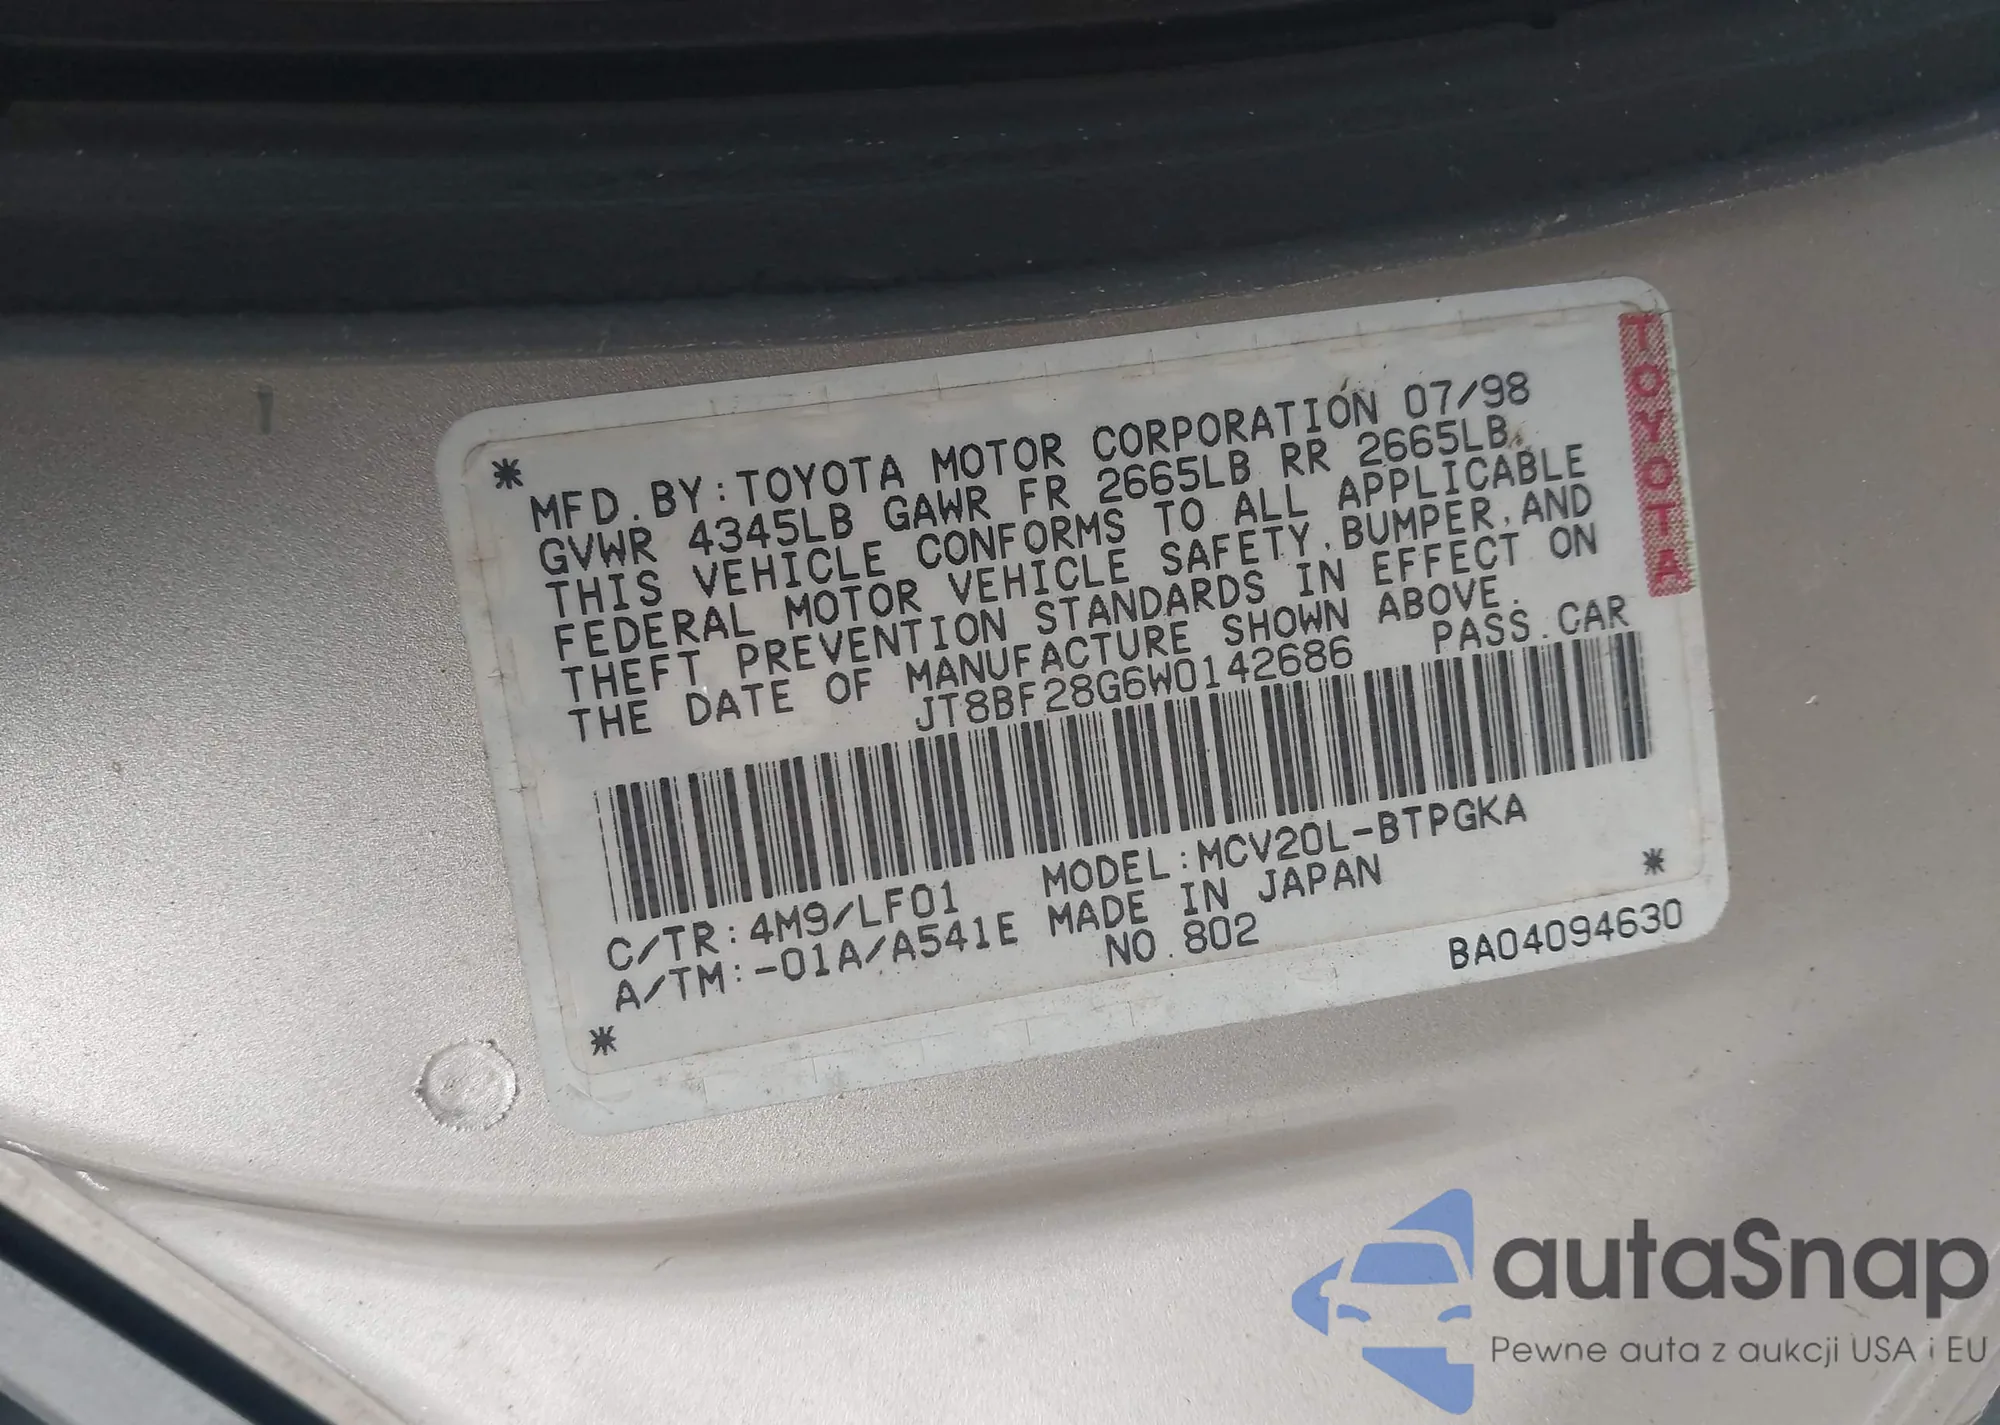 MFD.BY:TOYOTA MOTOR CORPORATION 07/98
GVWR 4345LB GAWR FR 2665LB RR 2665LB
THIS VEHICLE CONFORMS TO ALL APPLICABLE
FEDERAL MOTOR VEHICLE SAFETY,BUMPER,AND
THEFT PREVENTION STANDARDS IN EFFECT ON
THE DATE OF MANUFACTURE SHOWN ABOVE.
JT8BF28G6W0142686 PASS.CAR
C/TR:4M9/LF01 MODEL:MCV20L-BTPGKA
A/TM:-01A/A541E MADE IN JAPAN
NO.802
BA04094630
TOYOTA
autaSnap
Pewne auta z aukcji USA i EU